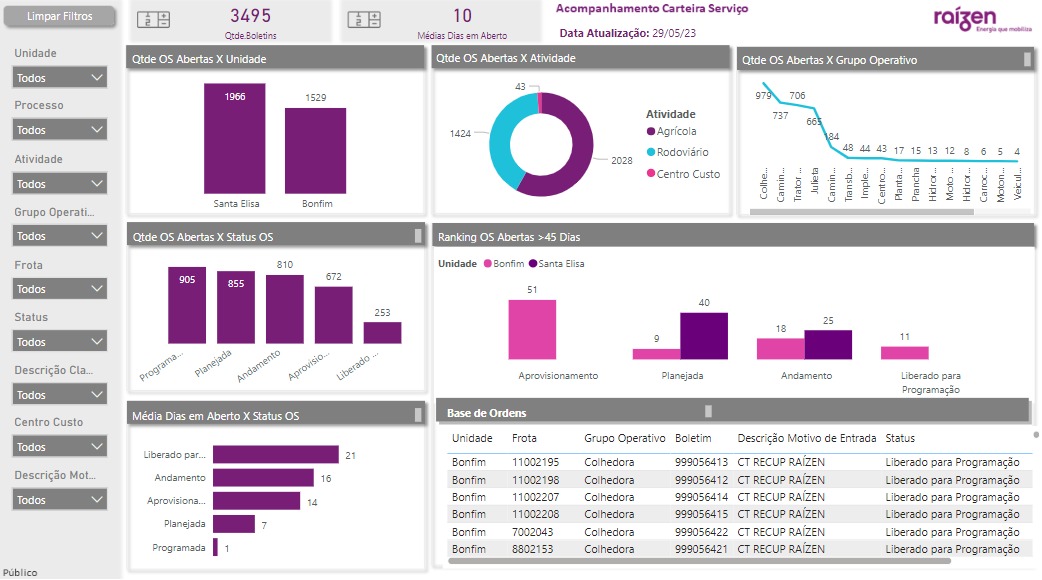 Limpar Filtros
Unidade
Todos
Processo
Todos
Atividade
Todos
Grupo Operati...
Todos
Frota
Todos
Status
Todos
Descrição Cla...
Todos
Centro Custo
Todos
Descrição Mot...
Todos
Público
3495
Qtde.Boletins
10
Médias Dias em Aberto
Acompanhamento Carteira Serviço
Data Atualização: 29/05/23
raízen
Energia que mobiliza
Qtde OS Abertas X Unidade
1966
1529
Santa Elisa Bonfim
Qtde OS Abertas X Atividade
43
1424
2028
Atividade
Agrícola
Rodoviário
Centro Custo
Qtde OS Abertas X Grupo Operativo
979 737 706 665 184 48 44 43 17 15 13 12 8 6 5 4
Colhe... Camin... Trator ... Julieta Camin... Transb... Imple... Centro... Planta... Prancha Hidror... Moto ... Hidror... Carroc... Moton... Veícul...
Qtde OS Abertas X Status OS
905 855 810 672 253
Programa... Planejada Andamento Aprovisio... Liberado ...
Ranking OS Abertas >45 Dias
Unidade Bonfim Santa Elisa
51 9 40 18 25 11
Aprovisionamento Planejada Andamento Liberado para
Programação
Média Dias em Aberto X Status OS
Liberado par... 21
Andamento 16
Aprovisiona... 14
Planejada 7
Programada 1
Base de Ordens
Unidade Frota Grupo Operativo Boletim Descrição Motivo de Entrada Status
Bonfim 11002195 Colhedora 999056413 CT RECUP RAÍZEN Liberado para Programação
Bonfim 11002198 Colhedora 999056412 CT RECUP RAÍZEN Liberado para Programação
Bonfim 11002207 Colhedora 999056414 CT RECUP RAÍZEN Liberado para Programação
Bonfim 11002208 Colhedora 999056415 CT RECUP RAÍZEN Liberado para Programação
Bonfim 7002043 Colhedora 999056422 CT RECUP RAÍZEN Liberado para Programação
Bonfim 8802153 Colhedora 999056421 CT RECUP RAÍZEN Liberado para Programação